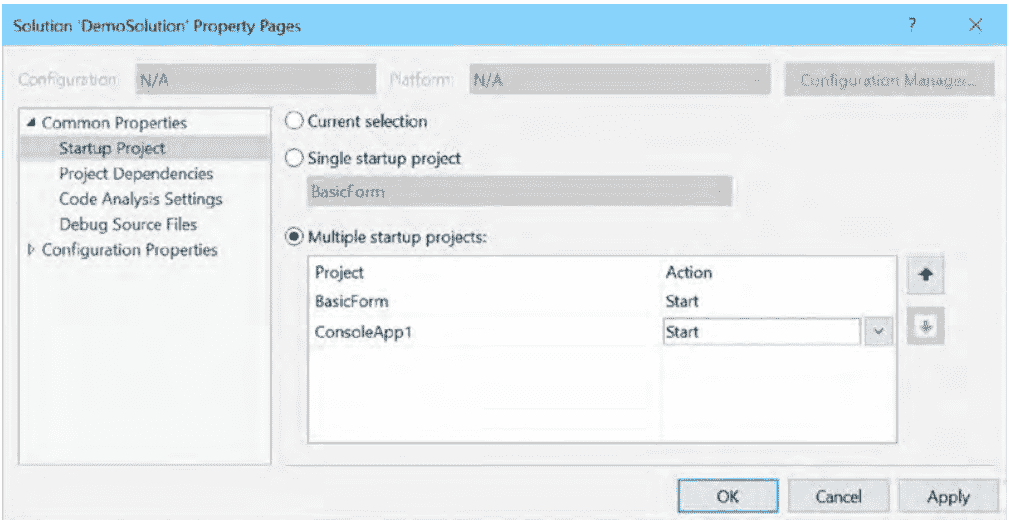 Solution 'DemoSolution' Property Pages
?
Configuration: N/A Platform: N/A Configuration Manager...
Common Properties
Startup Project
Project Dependencies
Code Analysis Settings
Debug Source Files
Configuration Properties
Current selection
Single startup project
BasicForm
Multiple startup projects:
Project Action
BasicForm Start
ConsoleApp1 Start
OK Cancel Apply